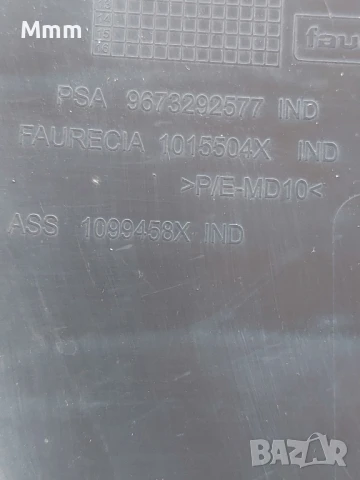 Mmm
PSA 9673292577 IND
FAURECIA 1015504X IND
>P/E-MD10<
ASS 1099458X IND
BAZAR